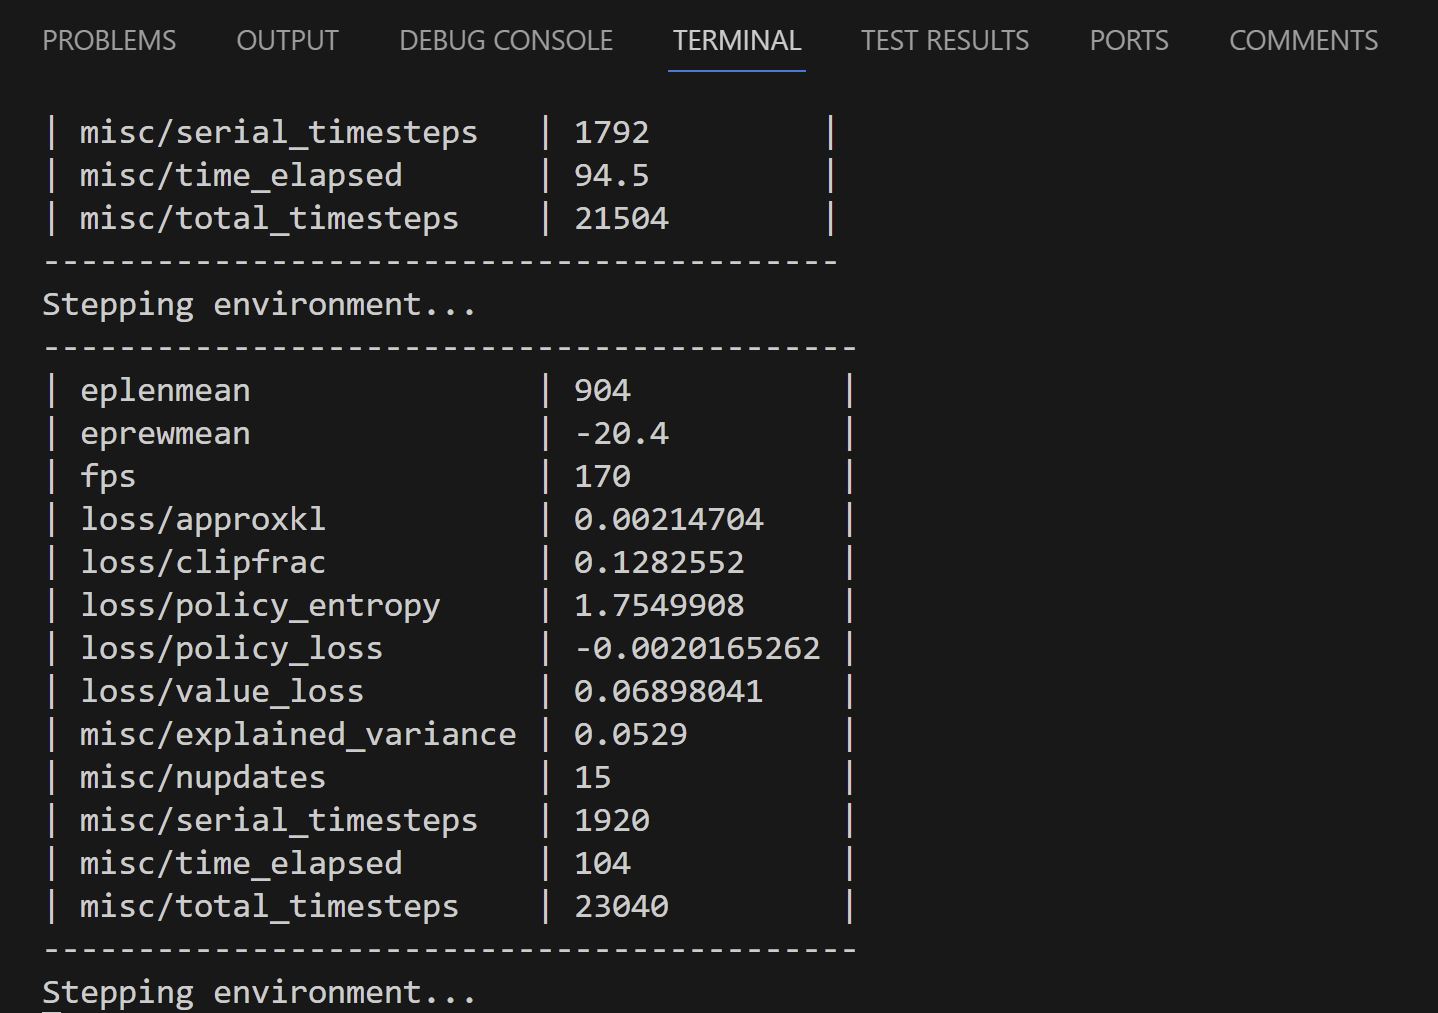 PROBLEMS OUTPUT DEBUG CONSOLE TERMINAL TEST RESULTS PORTS COMMENTS
| misc/serial_timesteps   | 1792         |
| misc/time_elapsed       | 94.5         |
| misc/total_timesteps    | 21504        |
------------------------------------------
Stepping environment...
-------------------------------------------
| eplenmean               | 904           |
| eprewmean               | -20.4         |
| fps                     | 170           |
| loss/approxkl           | 0.00214704    |
| loss/clipfrac           | 0.1282552     |
| loss/policy_entropy     | 1.7549908     |
| loss/policy_loss        | -0.0020165262 |
| loss/value_loss         | 0.06898041    |
| misc/explained_variance | 0.0529        |
| misc/nupdates           | 15            |
| misc/serial_timesteps   | 1920          |
| misc/time_elapsed       | 104           |
| misc/total_timesteps    | 23040         |
-------------------------------------------
Stepping environment...